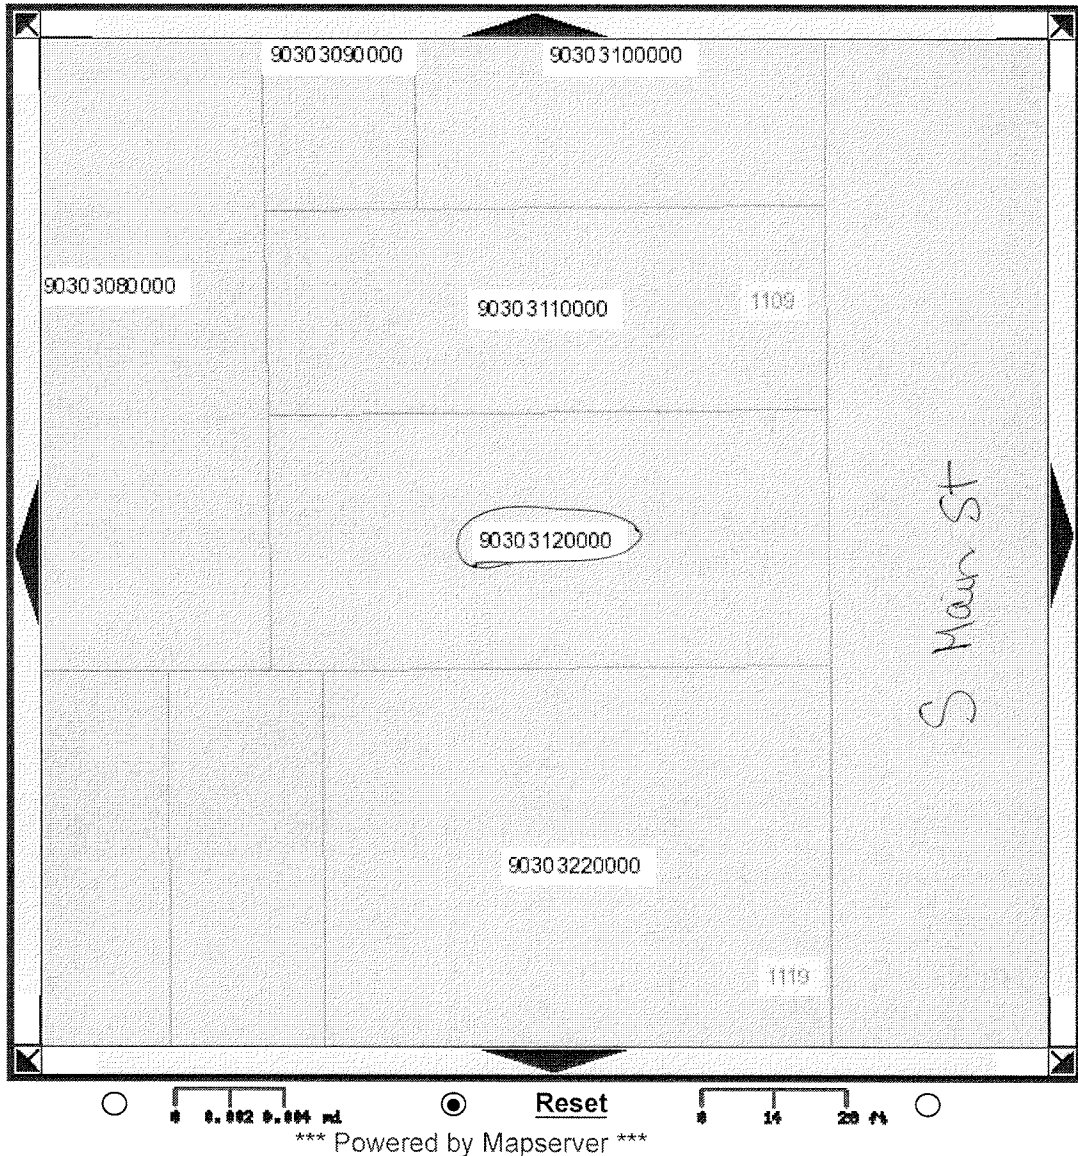 90303090000 90303100000
90303080000
90303110000 1109
90303120000
S Main St
90303220000
1119
0 0.002 0.004 mi Reset 0 14 28 ft
*** Powered by Mapserver ***